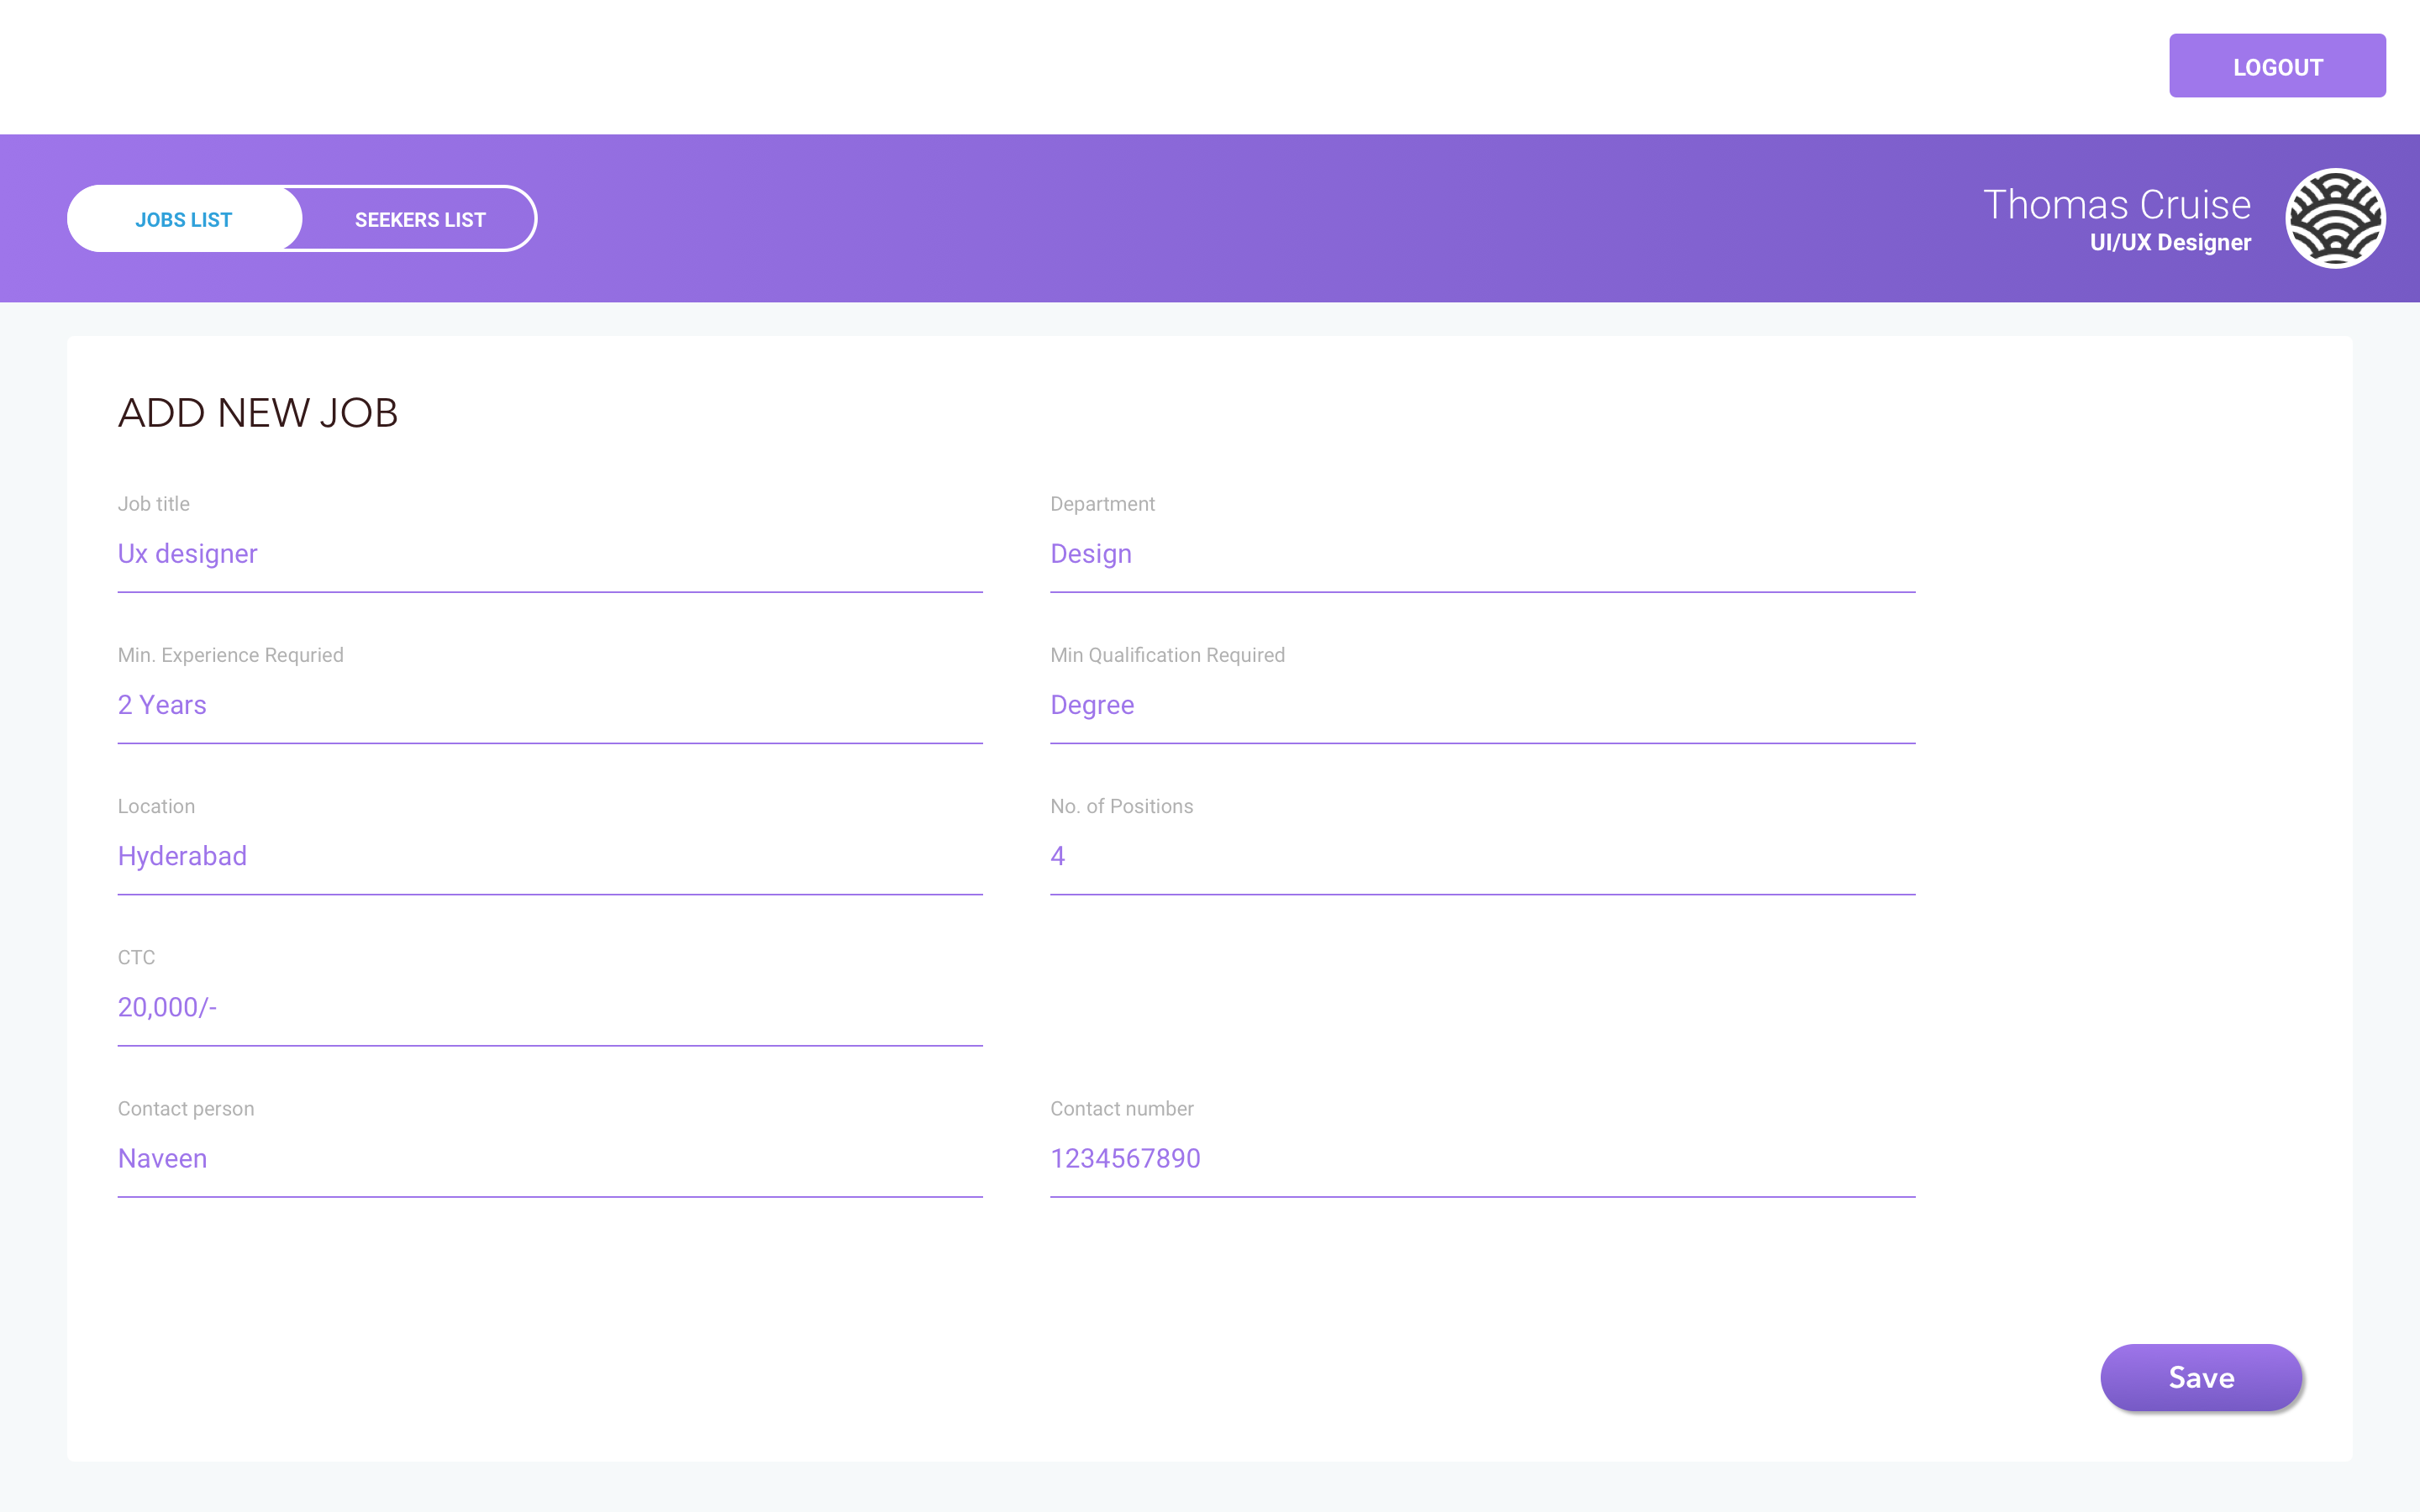 LOGOUT
JOBS LIST
SEEKERS LIST
Thomas Cruise
UI/UX Designer
ADD NEW JOB
Job title
Department
Ux designer
Design
Min. Experience Requried
Min Qualification Required
2 Years
Degree
Location
No. of Positions
Hyderabad
4
CTC
20,000/-
Contact person
Contact number
Naveen
1234567890
Save